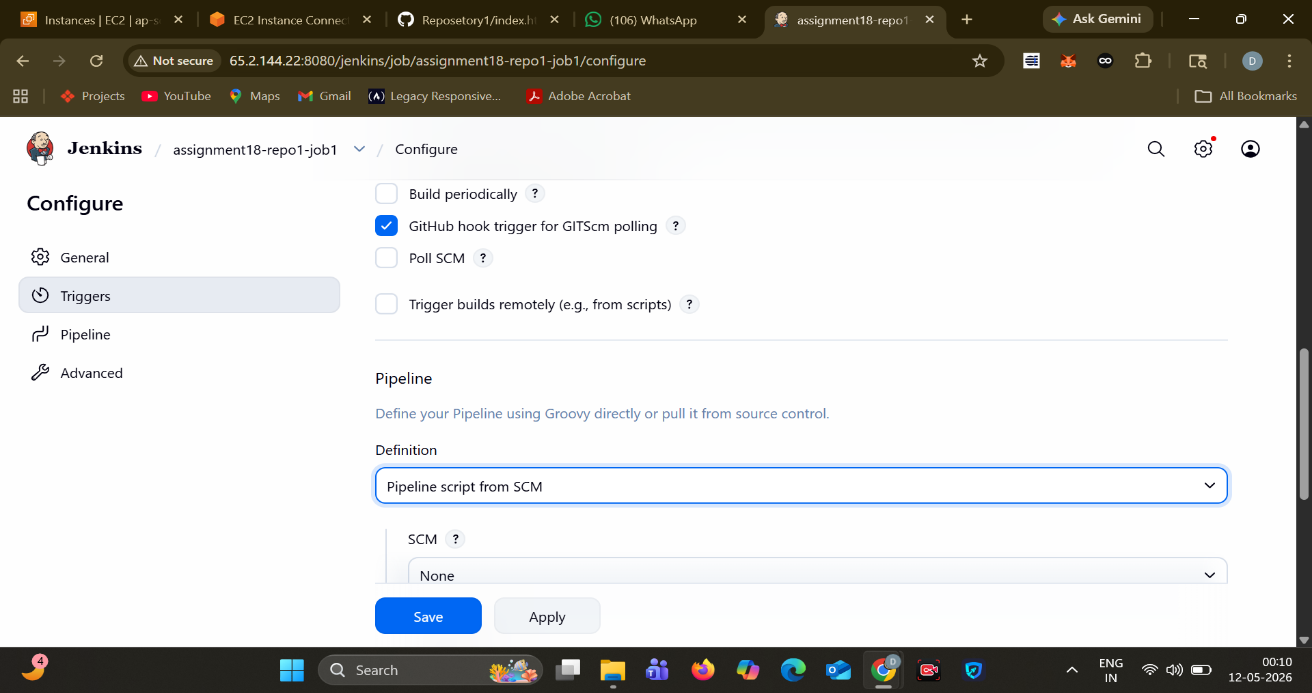 Instances | EC2 | ap-s
EC2 Instance Connect
Reposetory1/index.ht
(106) WhatsApp
assignment18-repo1
Ask Gemini
Not secure
65.2.144.22:8080/jenkins/job/assignment18-repo1-job1/configure
D
Projects
YouTube
Maps
Gmail
Legacy Responsive...
Adobe Acrobat
All Bookmarks
Jenkins / assignment18-repo1-job1 / Configure
Configure
General
Triggers
Pipeline
Advanced
Build periodically ?
GitHub hook trigger for GITScm polling ?
Poll SCM ?
Trigger builds remotely (e.g., from scripts) ?
Pipeline
Define your Pipeline using Groovy directly or pull it from source control.
Definition
Pipeline script from SCM
SCM ?
None
Save
Apply
4
Search
D
ENG
IN
00:10
12-05-2026